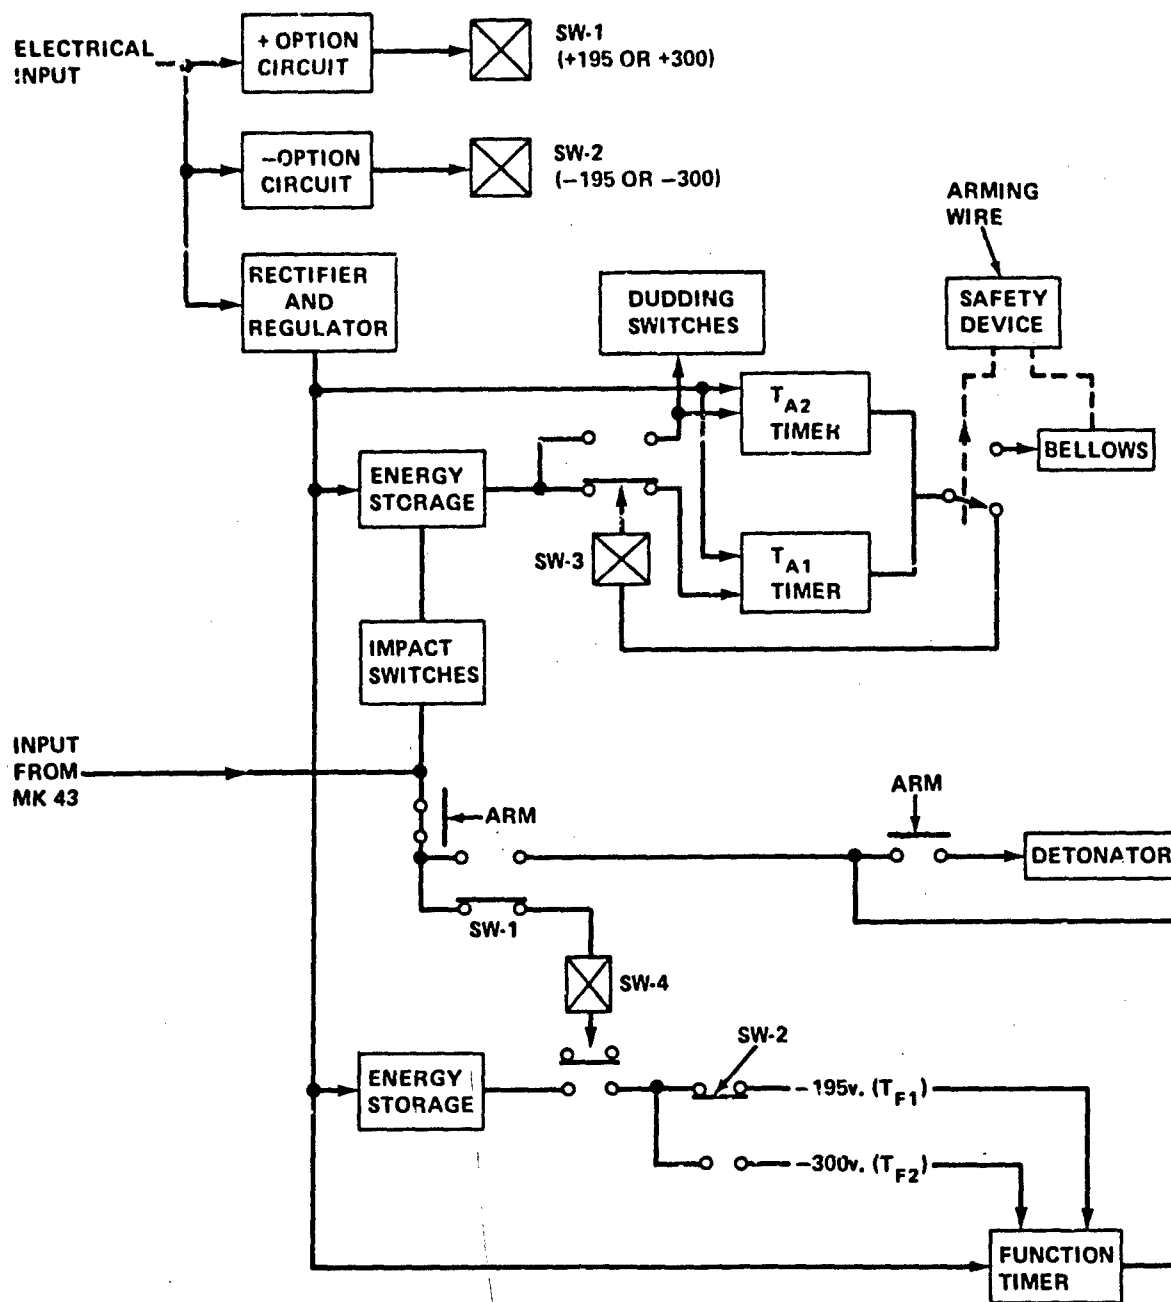 ELECTRICAL
INPUT
+ OPTION
CIRCUIT
SW-1
(+195 OR +300)
−OPTION
CIRCUIT
SW-2
(−195 OR −300)
RECTIFIER
AND
REGULATOR
DUDDING
SWITCHES
ARMING
WIRE
SAFETY
DEVICE
TA2
TIMER
BELLOWS
ENERGY
STORAGE
SW-3
TA1
TIMER
IMPACT
SWITCHES
INPUT
FROM
MK 43
ARM
ARM
DETONATOR
SW-1
SW-4
SW-2
ENERGY
STORAGE
−195v. (TF1)
−300v. (TF2)
FUNCTION
TIMER